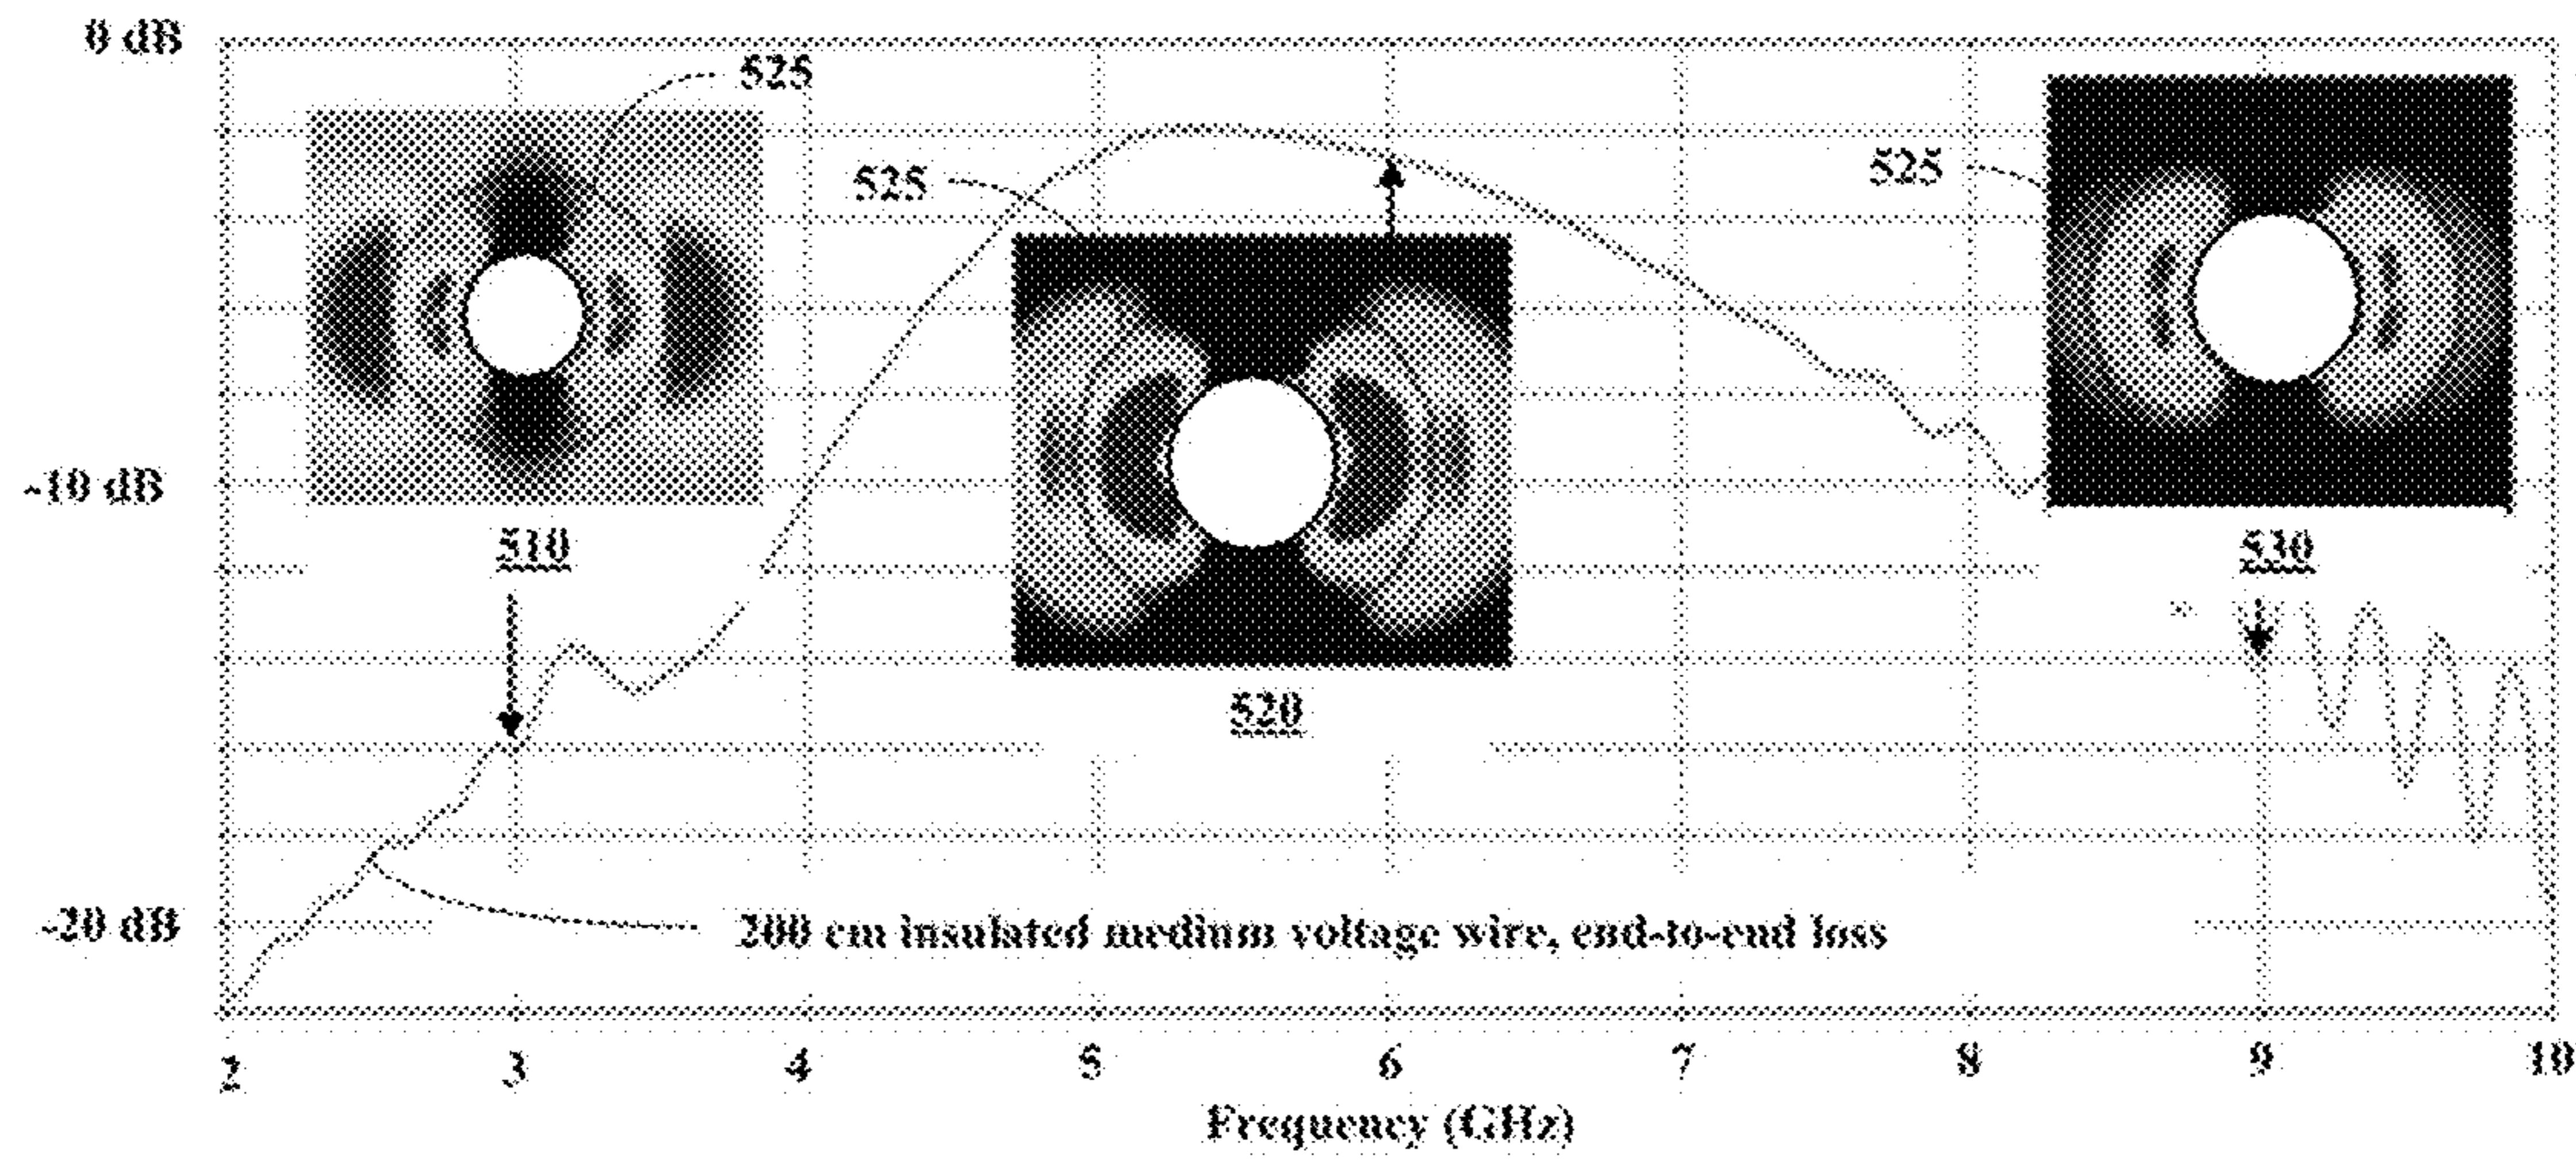 0 dB
525
525
525
-10 dB
510
530
520
-20 dB
200 cm insulated medium voltage wire, end-to-end loss
2 3 4 5 6 7 8 9 10
Frequency (GHz)